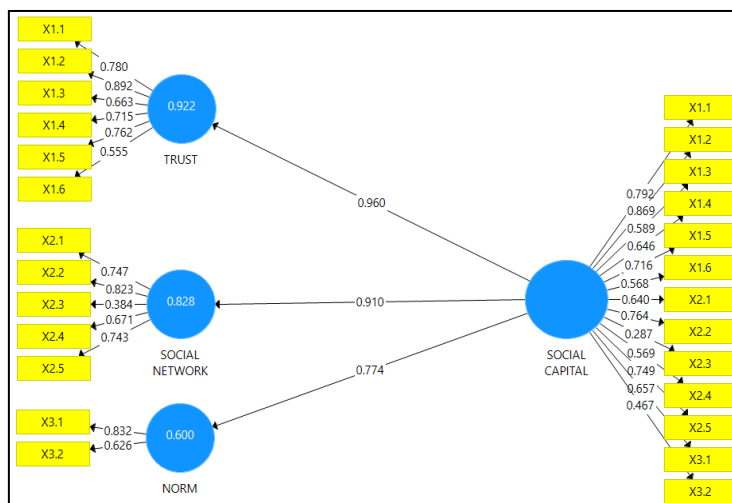 X1.1
X1.2
X1.3
X1.4
X1.5
X1.6
0.780
0.892
0.663
0.715
0.762
0.555
0.922
TRUST
X2.1
X2.2
X2.3
X2.4
X2.5
0.747
0.823
0.384
0.671
0.743
0.828
SOCIAL
NETWORK
X3.1
X3.2
0.832
0.626
0.600
NORM
0.960
0.910
0.774
SOCIAL
CAPITAL
0.792
0.869
0.589
0.646
0.716
0.568
0.640
0.764
0.287
0.569
0.749
0.657
0.467
X1.1
X1.2
X1.3
X1.4
X1.5
X1.6
X2.1
X2.2
X2.3
X2.4
X2.5
X3.1
X3.2